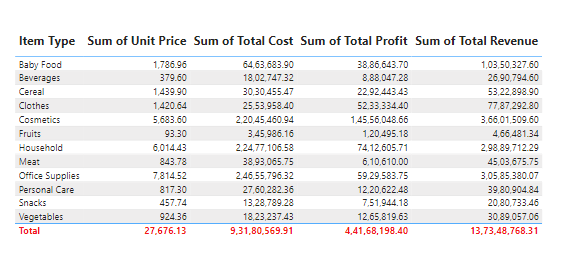 Item Type Sum of Unit Price Sum of Total Cost Sum of Total Profit Sum of Total Revenue
Baby Food 1,786.96 64,63,683.90 38,86,643.70 1,03,50,327.60
Beverages 379.60 18,02,747.32 8,88,047.28 26,90,794.60
Cereal 1,439.90 30,30,455.47 22,92,443.43 53,22,898.90
Clothes 1,420.64 25,53,958.40 52,33,334.40 77,87,292.80
Cosmetics 5,683.60 2,20,45,460.94 1,45,56,048.66 3,66,01,509.60
Fruits 93.30 3,45,986.16 1,20,495.18 4,66,481.34
Household 6,014.43 2,24,77,106.58 74,12,605.71 2,98,89,712.29
Meat 843.78 38,93,065.75 6,10,610.00 45,03,675.75
Office Supplies 7,814.52 2,46,55,796.32 59,29,583.75 3,05,85,380.07
Personal Care 817.30 27,60,282.36 12,20,622.48 39,80,904.84
Snacks 457.74 13,28,789.28 7,51,944.18 20,80,733.46
Vegetables 924.36 18,23,237.43 12,65,819.63 30,89,057.06
Total 27,676.13 9,31,80,569.91 4,41,68,198.40 13,73,48,768.31